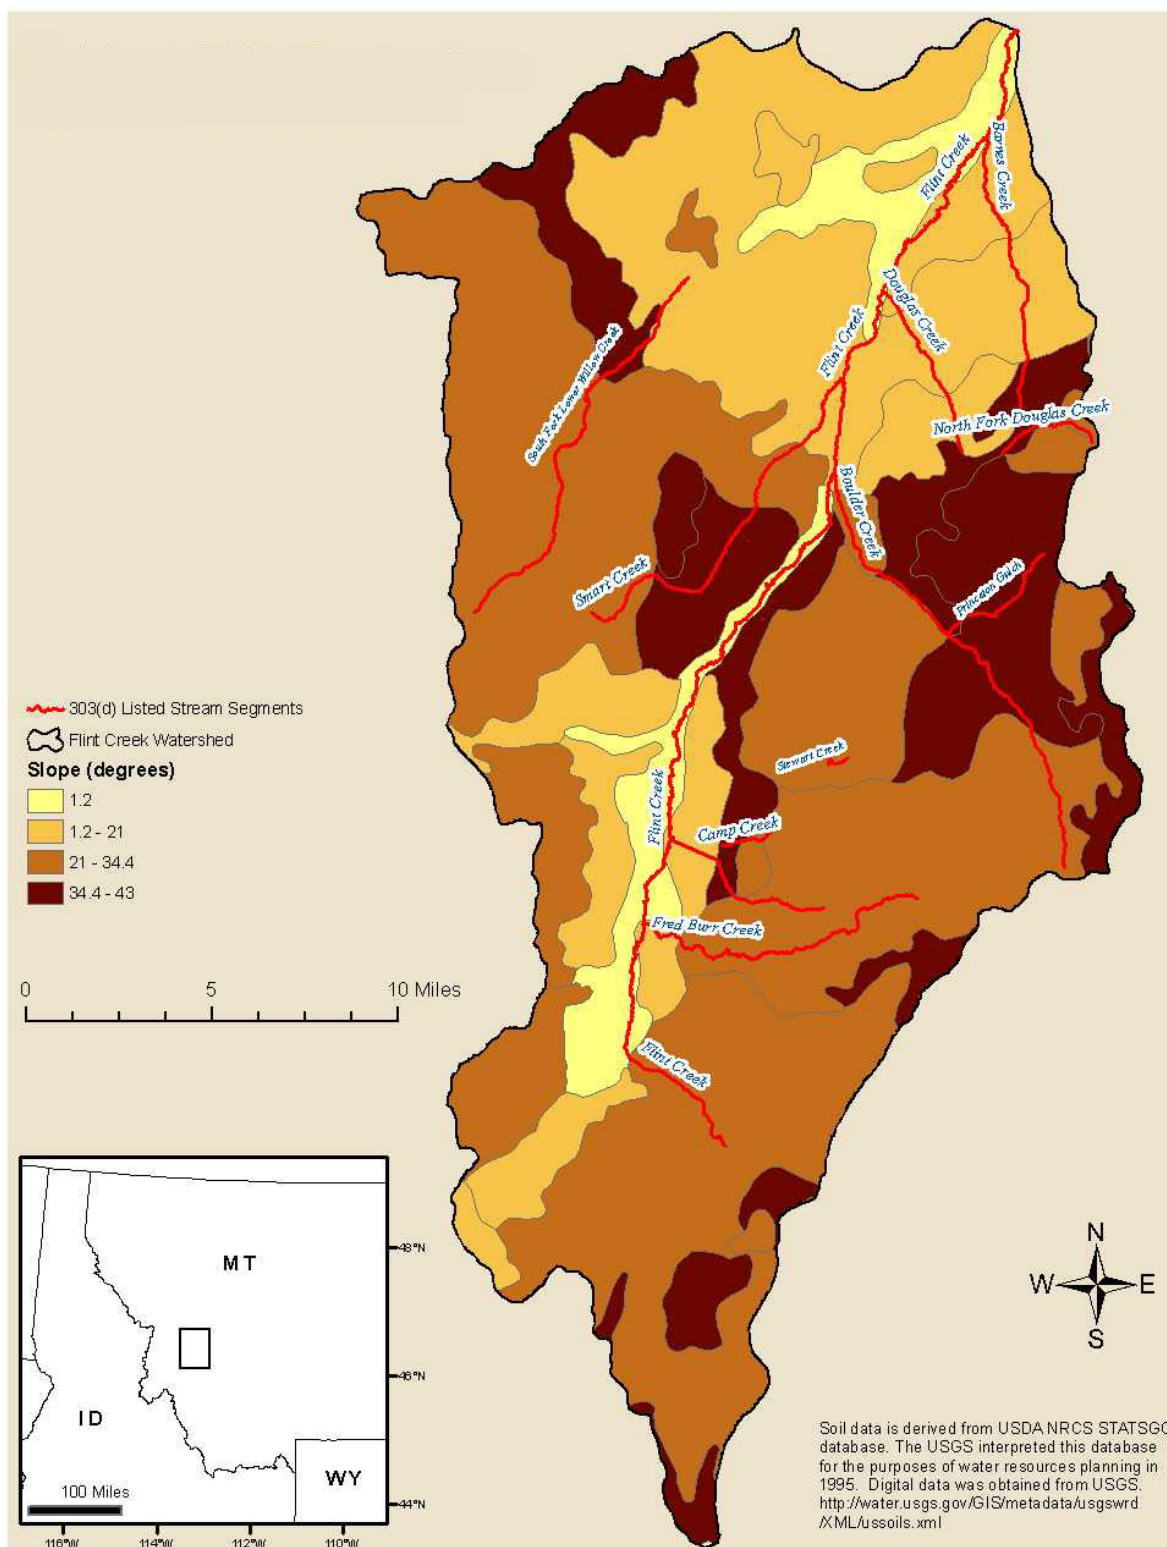 Barnes Creek
Flint Creek
Douglas Creek
Flint Creek
South Fork Lower Willow Creek
North Fork Douglas Creek
Boulder Creek
Smart Creek
Princeton Gulch
303(d) Listed Stream Segments
Flint Creek Watershed
Slope (degrees)
1.2
1.2 - 21
21 - 34.4
34.4 - 43
Stewart Creek
Flint Creek
Camp Creek
Fred Burr Creek
0 5 10 Miles
Flint Creek
48°N
MT
N
W E
S
46°N
ID
WY
100 Miles
44°N
116°W 114°W 112°W 110°W
Soil data is derived from USDA NRCS STATSGO
database. The USGS interpreted this database
for the purposes of water resources planning in
1995. Digital data was obtained from USGS.
http://water.usgs.gov/GIS/metadata/usgswrd
/XML/ussoils.xml